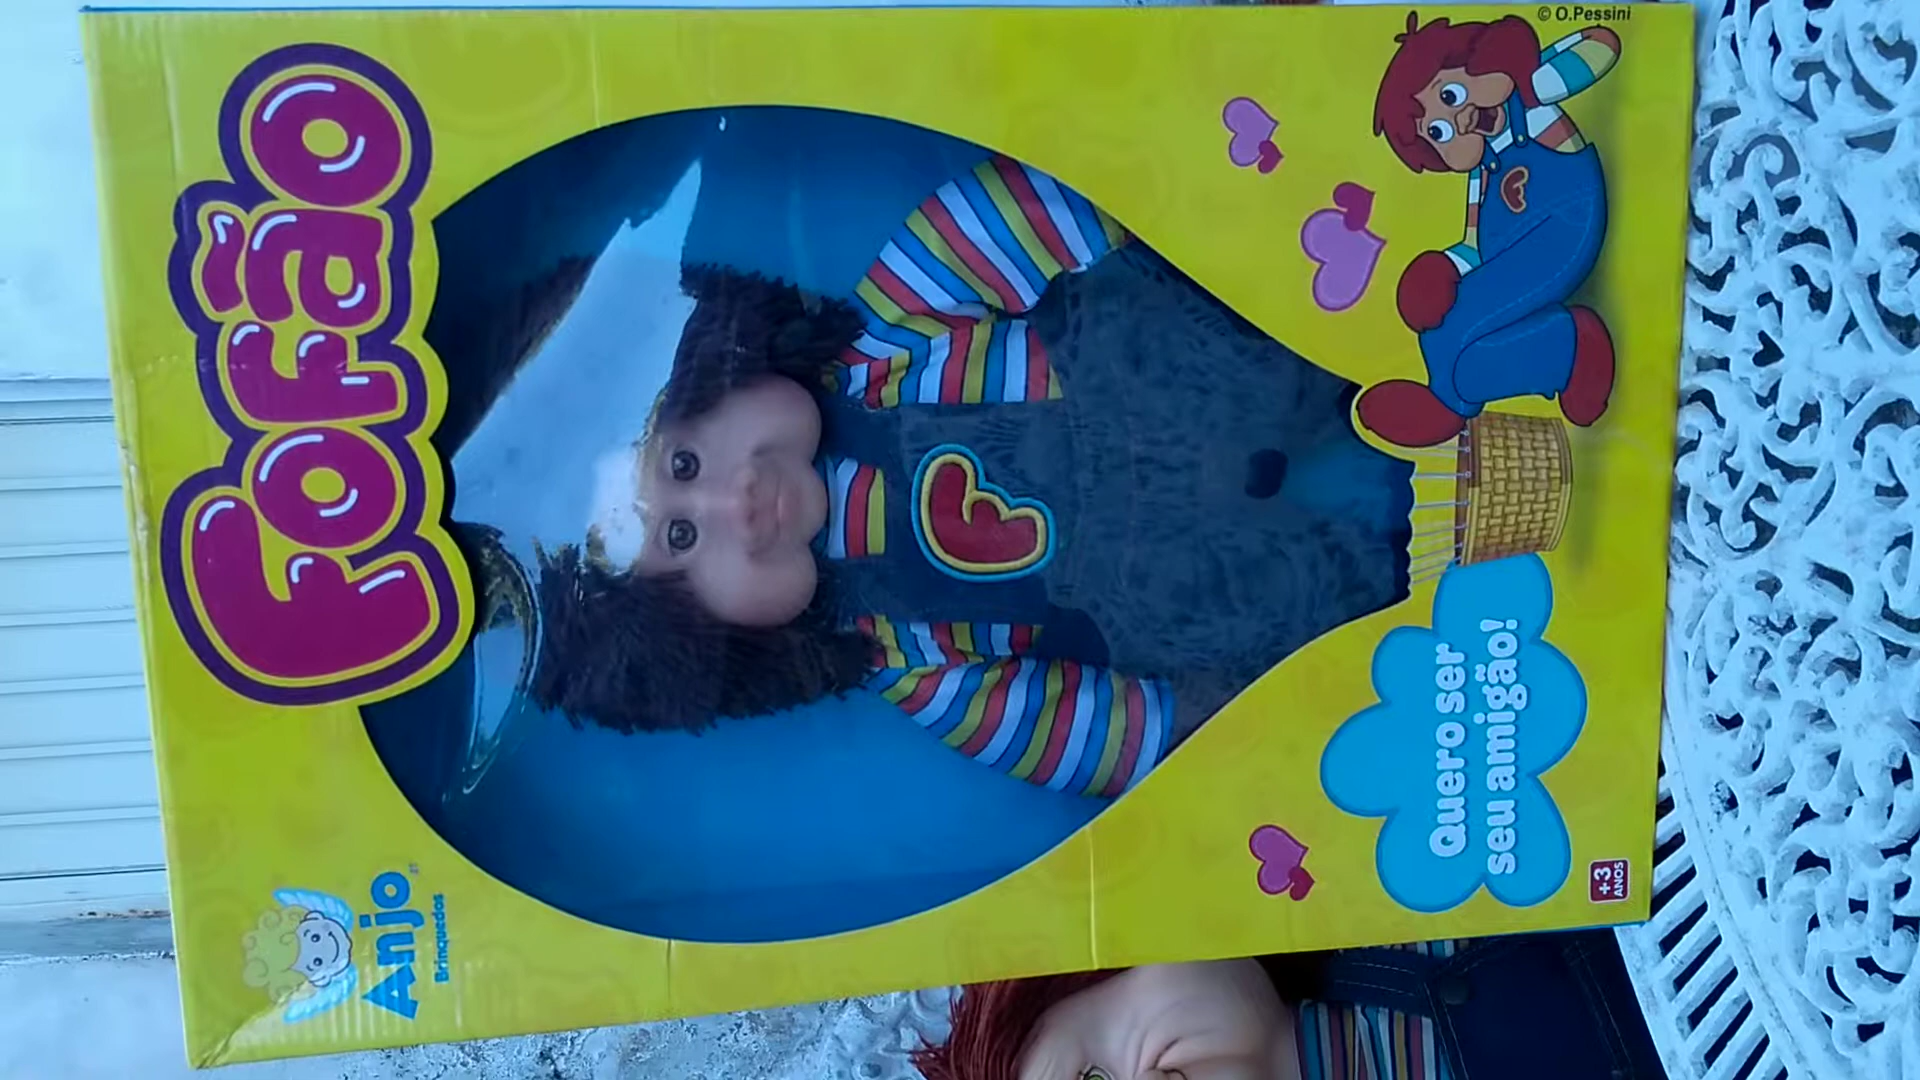 Anjo
Brinquedos
Fofão
F
Quero ser
seu amigão!
F
+3
ANOS
© O.Pessini